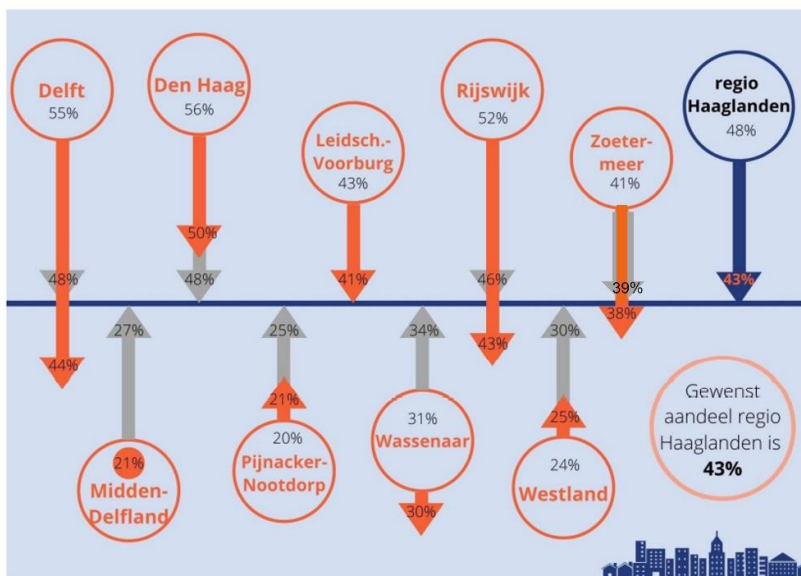 Delft
55%
48%
44%
Den Haag
56%
50%
48%
Leidsch.-
Voorburg
43%
41%
Rijswijk
52%
46%
43%
Zoeter-
meer
41%
39%
38%
regio
Haaglanden
48%
43%
27%
21%
Midden-
Delfland
25%
21%
20%
Pijnacker-
Nootdorp
34%
31%
Wassenaar
30%
30%
25%
24%
Westland
Gewenst
aandeel regio
Haaglanden is
43%